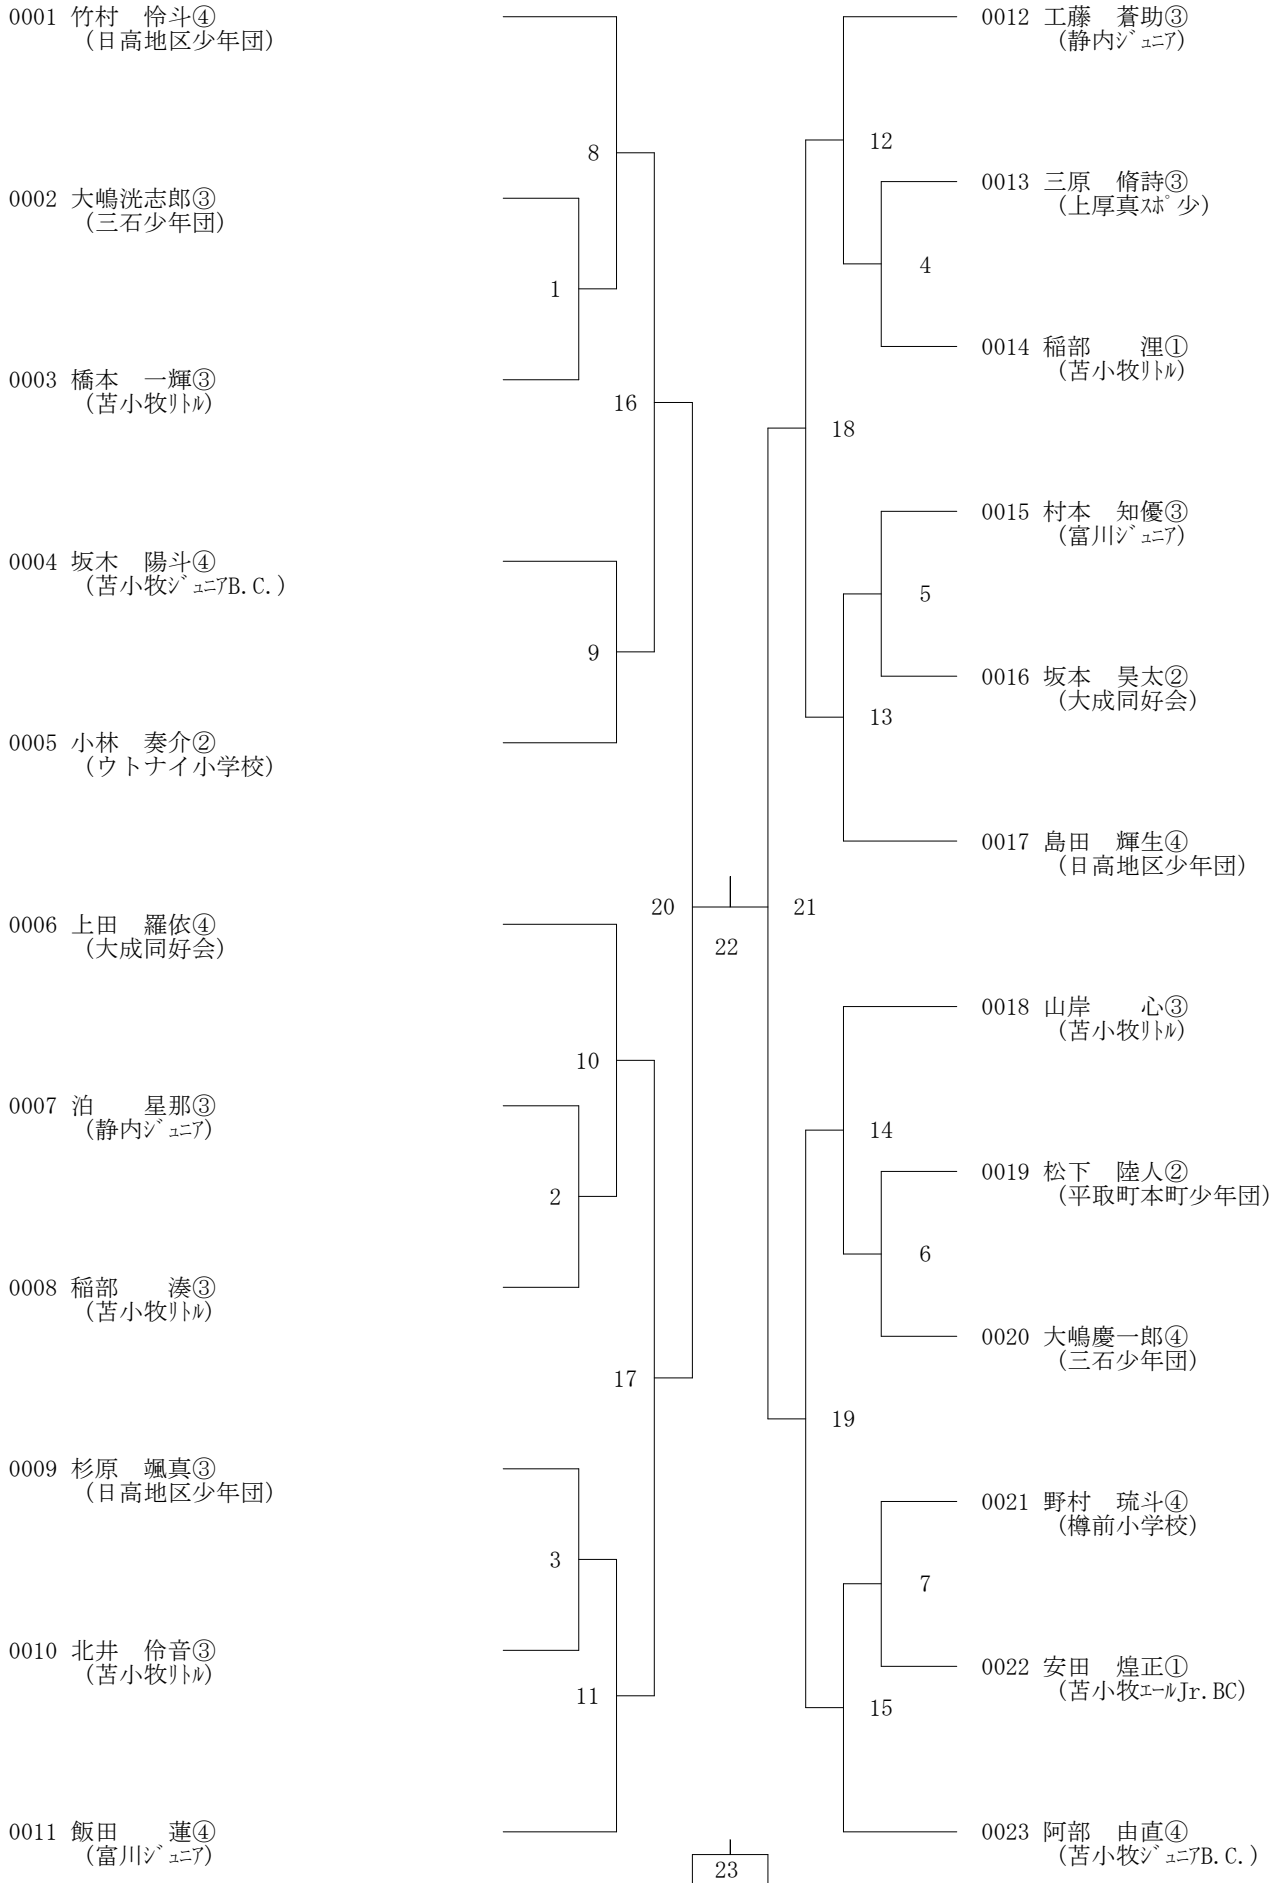 0001 竹村　怜斗④
(日高地区少年団)
8
0002 大嶋洸志郎③
(三石少年団)
1
0003 橋本　一輝③
(苫小牧ﾘﾄﾙ)
16
0004 坂木　陽斗④
(苫小牧ｼﾞｭﾆｱB.C.)
9
0005 小林　奏介②
(ウトナイ小学校)
20
0006 上田　羅依④
(大成同好会)
10
0007 泊　　星那③
(静内ｼﾞｭﾆｱ)
2
0008 稲部　　湊③
(苫小牧ﾘﾄﾙ)
17
0009 杉原　颯真③
(日高地区少年団)
3
0010 北井　伶音③
(苫小牧ﾘﾄﾙ)
11
0011 飯田　　蓮④
(富川ｼﾞｭﾆｱ)
22
23
0012 工藤　蒼助③
(静内ｼﾞｭﾆｱ)
12
0013 三原　脩詩③
(上厚真ｽﾎﾟ少)
4
0014 稲部　　浬①
(苫小牧ﾘﾄﾙ)
18
0015 村本　知優③
(富川ｼﾞｭﾆｱ)
5
0016 坂本　昊太②
(大成同好会)
13
0017 島田　輝生④
(日高地区少年団)
21
0018 山岸　　心③
(苫小牧ﾘﾄﾙ)
14
0019 松下　陸人②
(平取町本町少年団)
6
0020 大嶋慶一郎④
(三石少年団)
19
0021 野村　琉斗④
(樽前小学校)
7
0022 安田　煌正①
(苫小牧ｴｰﾙJr.BC)
15
0023 阿部　由直④
(苫小牧ｼﾞｭﾆｱB.C.)